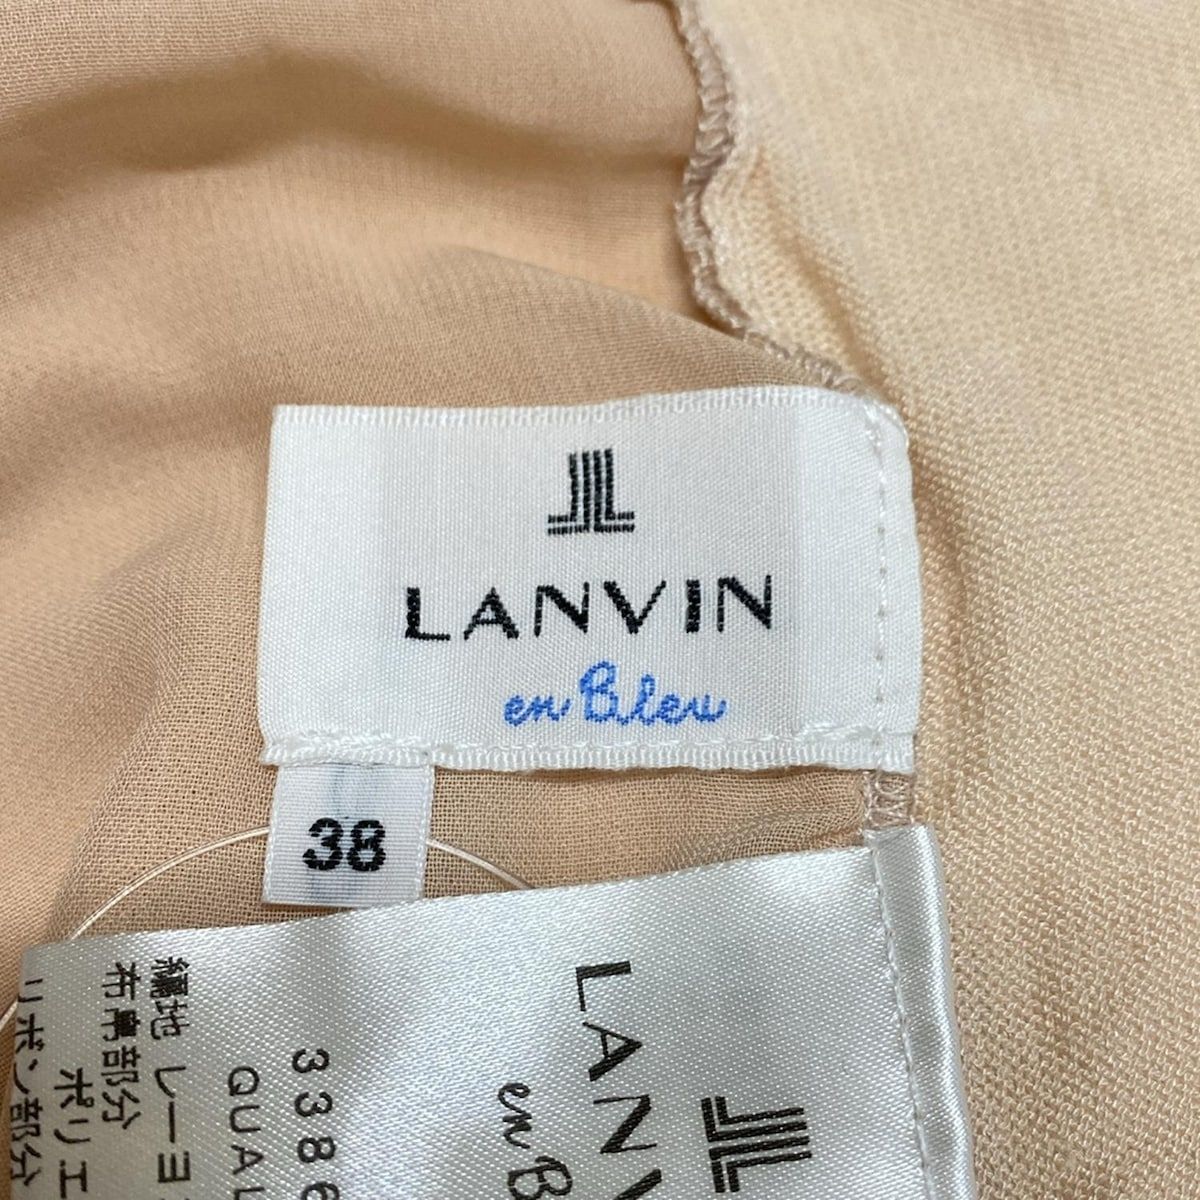 LANVIN
en Bleu
38
LANV
en B
3386
QUAL
編地 レーヨ
布帛部分
ポリエ
リボン部分